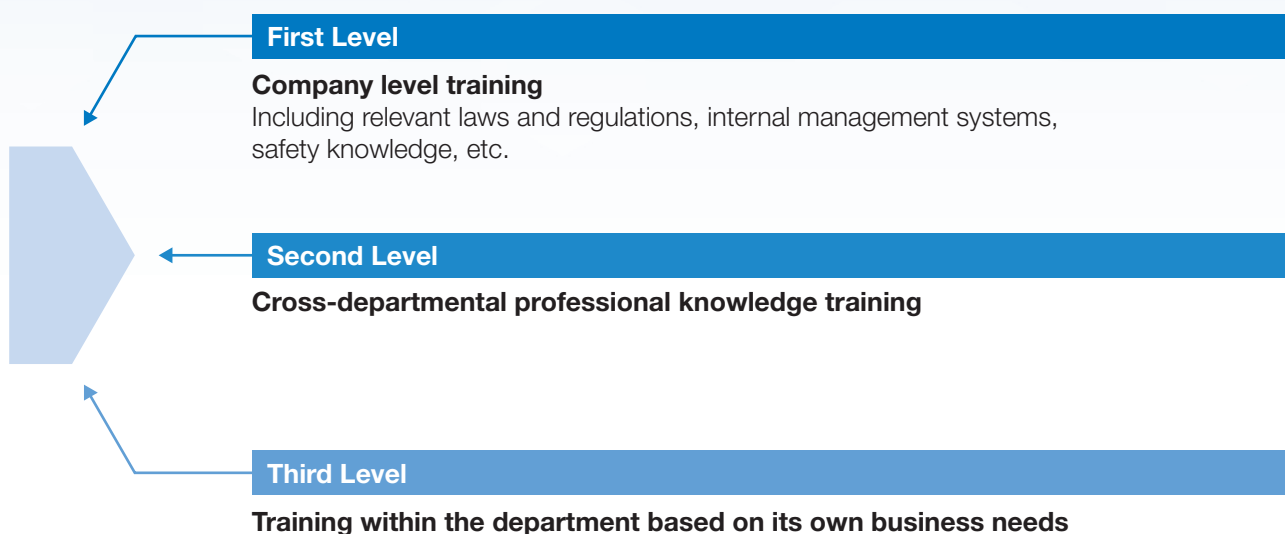 First Level
Company level training
Including relevant laws and regulations, internal management systems,
safety knowledge, etc.
Second Level
Cross-departmental professional knowledge training
Third Level
Training within the department based on its own business needs